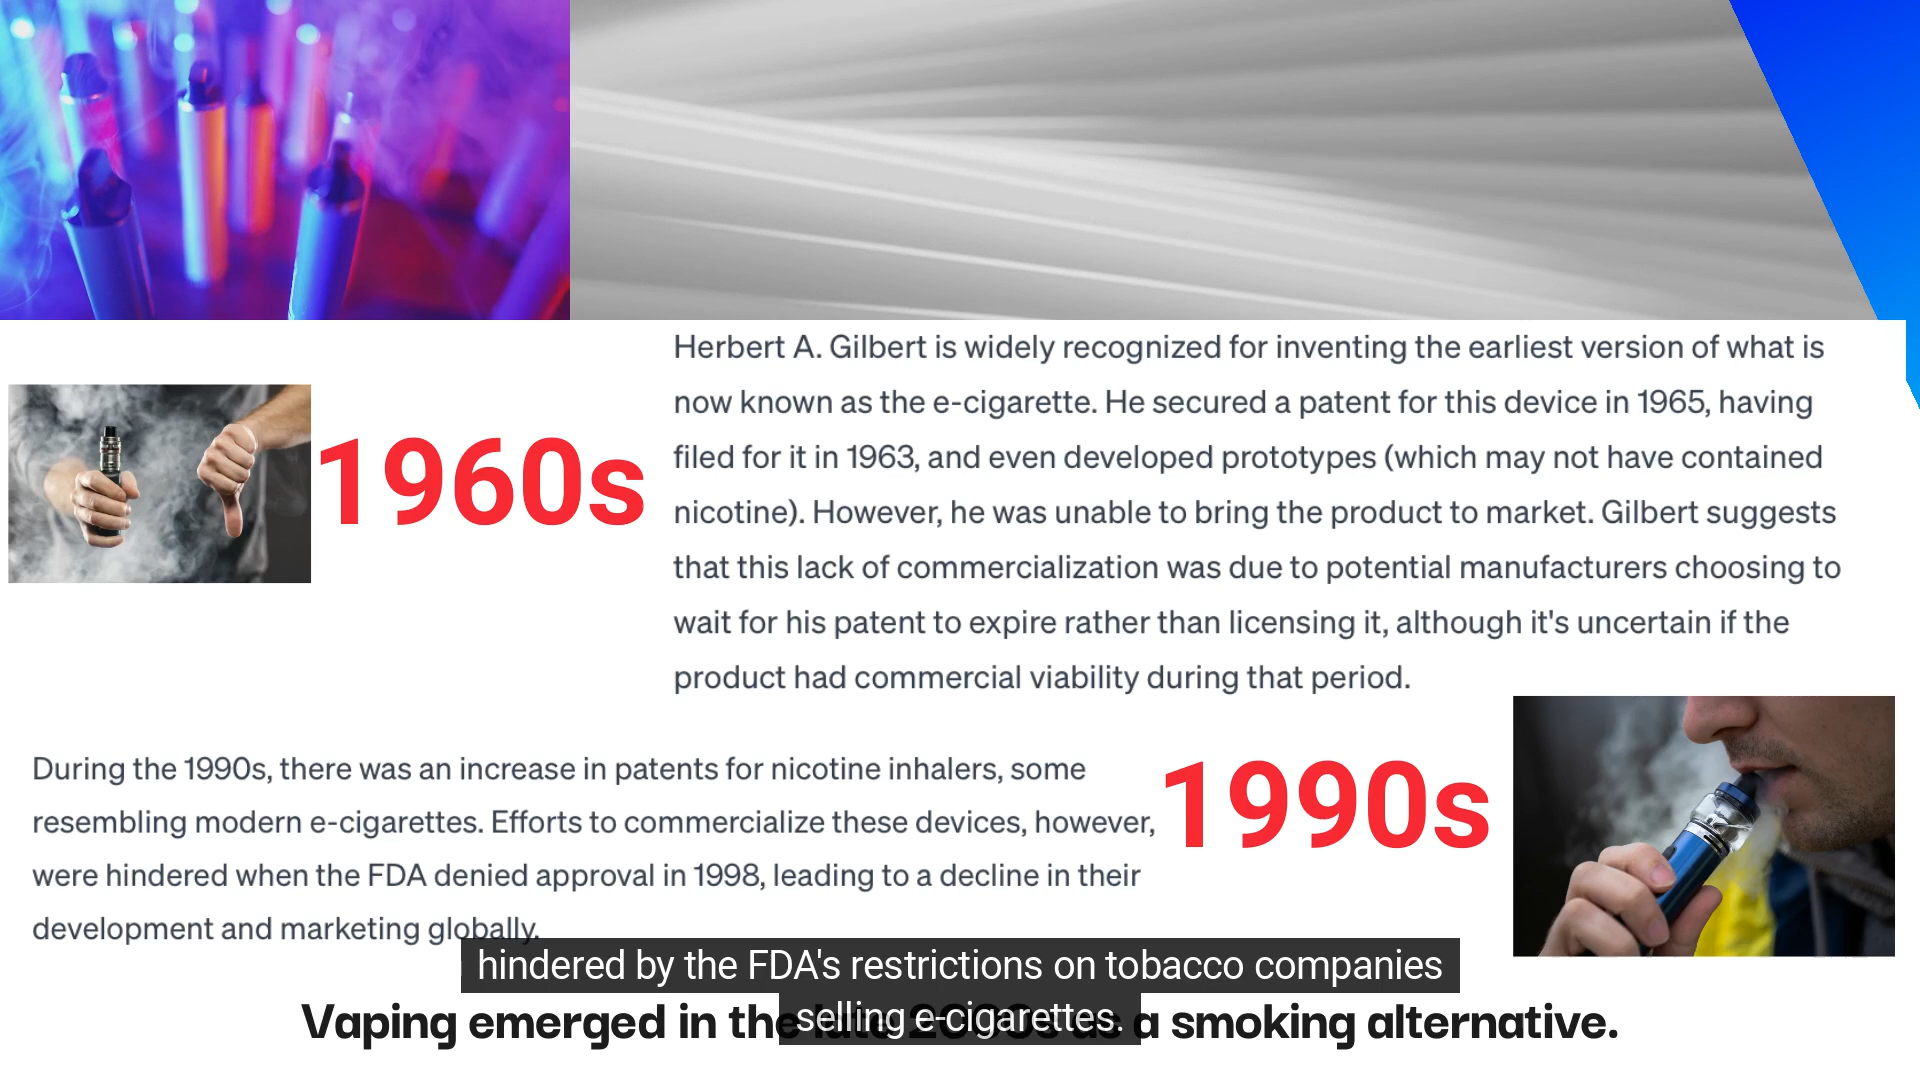 Herbert A. Gilbert is widely recognized for inventing the earliest version of what is
now known as the e-cigarette. He secured a patent for this device in 1965, having
filed for it in 1963, and even developed prototypes (which may not have contained
nicotine). However, he was unable to bring the product to market. Gilbert suggests
that this lack of commercialization was due to potential manufacturers choosing to
wait for his patent to expire rather than licensing it, although it's uncertain if the
product had commercial viability during that period.
1960s
During the 1990s, there was an increase in patents for nicotine inhalers, some
resembling modern e-cigarettes. Efforts to commercialize these devices, however,
were hindered when the FDA denied approval in 1998, leading to a decline in their
development and marketing globally.
1990s
hindered by the FDA's restrictions on tobacco companies
selling e-cigarettes.
Vaping emerged in the late 2000s as a smoking alternative.